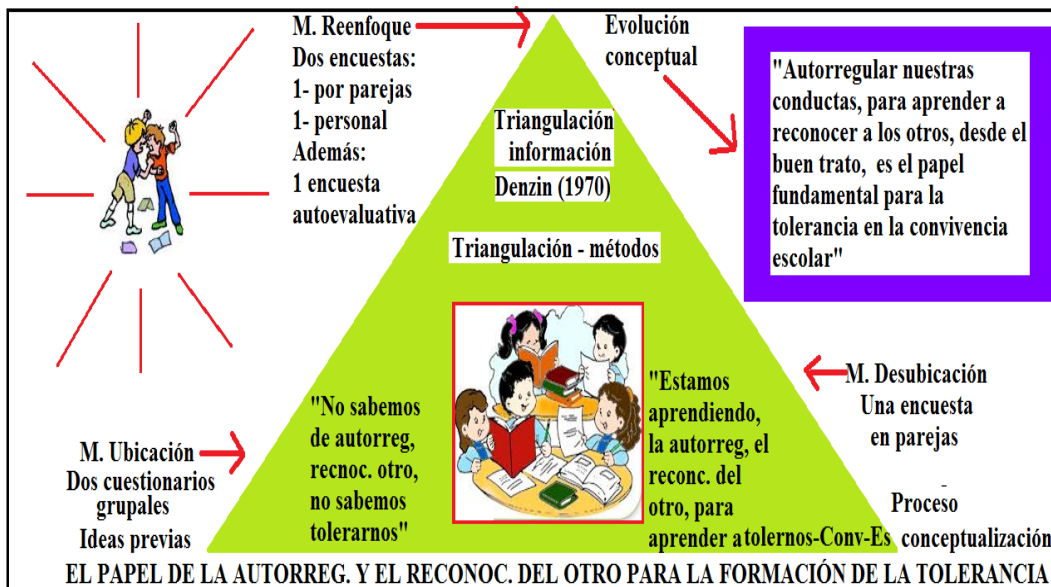 M. Reenfoque
Dos encuestas:
1- por parejas
1- personal
Además:
1 encuesta
autoevaluativa
Evolución
conceptual
"Autorregular nuestras
conductas, para aprender a
reconocer a los otros, desde el
buen trato, es el papel
fundamental para la
tolerancia en la convivencia
escolar"
Triangulación
información
Denzin (1970)
Triangulación - métodos
M. Ubicación
Dos cuestionarios
grupales
Ideas previas
"No sabemos
de autorreg,
recnoc. otro,
no sabemos
tolerarnos"
"Estamos
aprendiendo,
la autorreg, el
reconc. del
otro, para
aprender a tolernos-Conv-Es
M. Desubicación
Una encuesta
en parejas
-
Proceso
conceptualización
EL PAPEL DE LA AUTORREG. Y EL RECONOC. DEL OTRO PARA LA FORMACIÓN DE LA TOLERANCIA